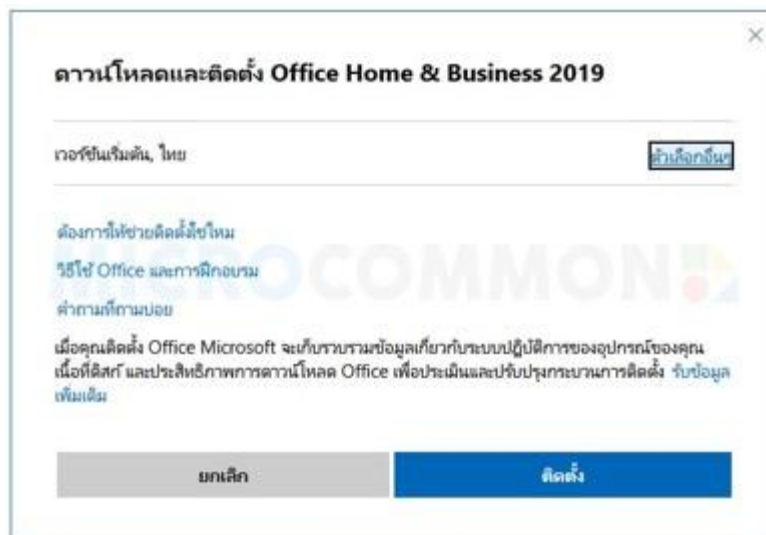 ดาวน์โหลดและติดตั้ง Office Home & Business 2019
เวอร์ชันเริ่มต้น, ไทย
ตัวเลือกอื่นๆ
ต้องการให้ช่วยติดตั้งใช่ไหม
วิธีใช้ Office และการฝึกอบรม
คำถามที่ถามบ่อย
MICROCOMMON
เมื่อคุณติดตั้ง Office Microsoft จะเก็บรวบรวมข้อมูลเกี่ยวกับระบบปฏิบัติการของอุปกรณ์ของคุณ
เนื้อที่ดิสก์ และประสิทธิภาพการดาวน์โหลด Office เพื่อประเมินและปรับปรุงกระบวนการติดตั้ง รับข้อมูล
เพิ่มเติม
ยกเลิก
ติดตั้ง